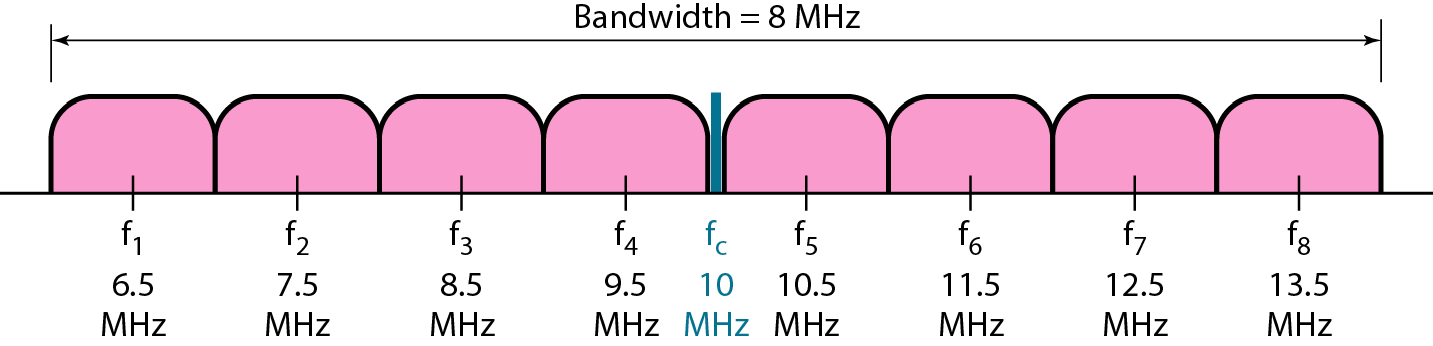 Bandwidth = 8 MHz
f1 f2 f3 f4 fc f5 f6 f7 f8
6.5 7.5 8.5 9.5 10 10.5 11.5 12.5 13.5
MHz MHz MHz MHz MHz MHz MHz MHz MHz